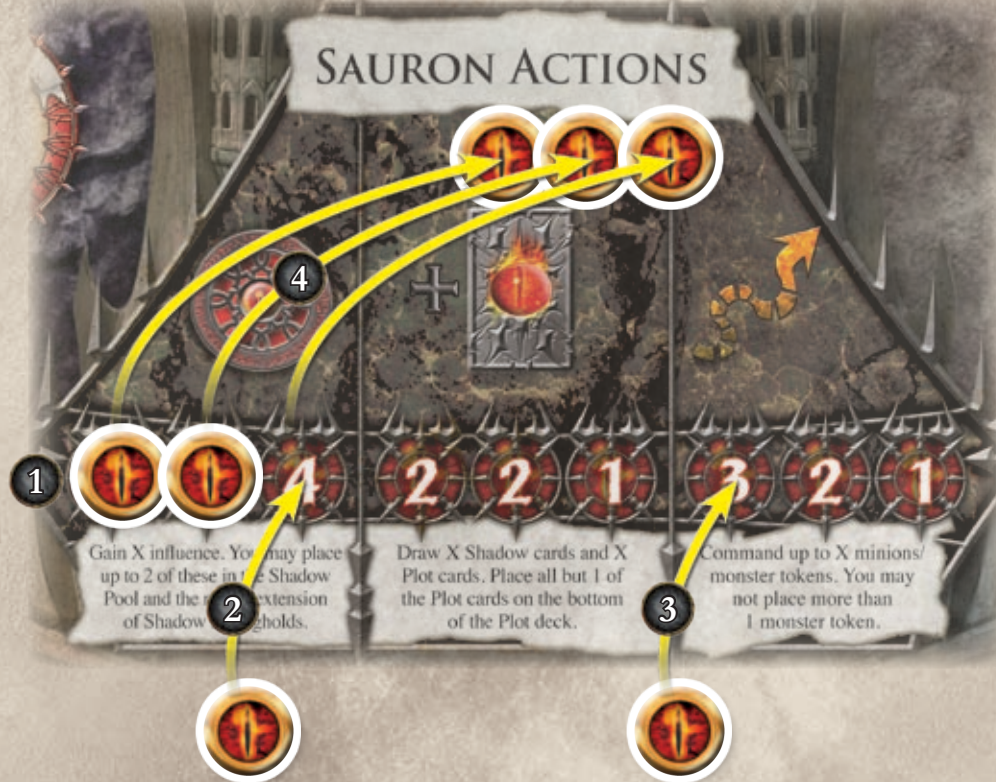 SAURON ACTIONS
4
1
4 2 2 1 3 2 1
Gain X influence. You may place
up to 2 of these in the Shadow
Pool and the extension
of Shadow
Draw X Shadow cards and X
Plot cards. Place all but 1 of
the Plot cards on the bottom
of the Plot deck.
Command up to X minions/
monster tokens. You may
not place more than
1 monster token.
2
3